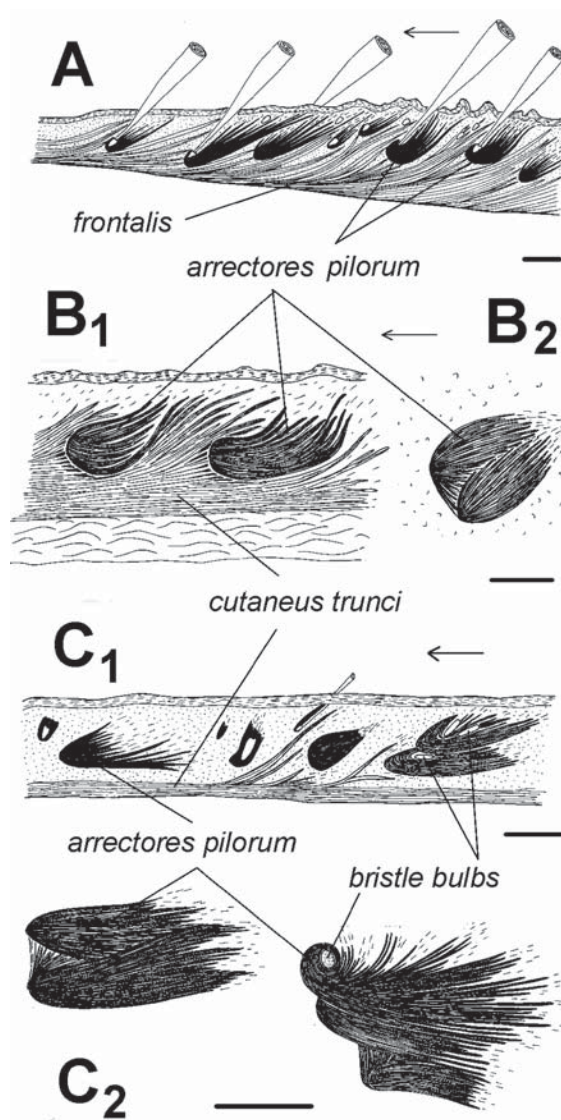 A
frontalis
arrectores pilorum
B1
B2
cutaneus trunci
C1
arrectores pilorum
bristle bulbs
C2